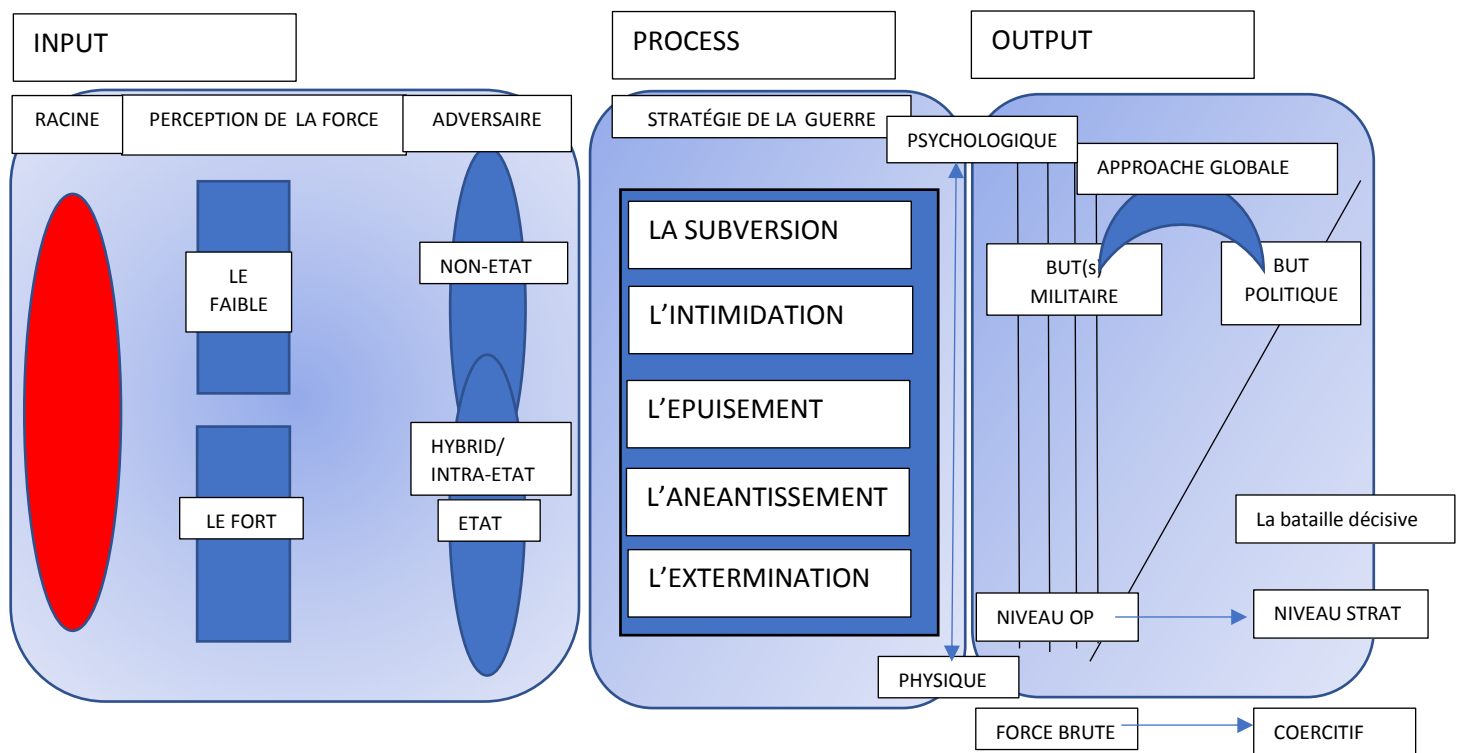 INPUT
PROCESS
OUTPUT
RACINE
PERCEPTION DE LA FORCE
ADVERSAIRE
STRATÉGIE DE LA GUERRE
PSYCHOLOGIQUE
APPROCHE GLOBALE
LE
FAIBLE
NON-ETAT
LA SUBVERSION
BUT(s)
MILITAIRE
BUT
POLITIQUE
L’INTIMIDATION
L’EPUISEMENT
HYBRID/
INTRA-ETAT
LE FORT
ETAT
L’ANEANTISSEMENT
La bataille décisive
L’EXTERMINATION
NIVEAU OP
NIVEAU STRAT
PHYSIQUE
FORCE BRUTE
COERCITIF